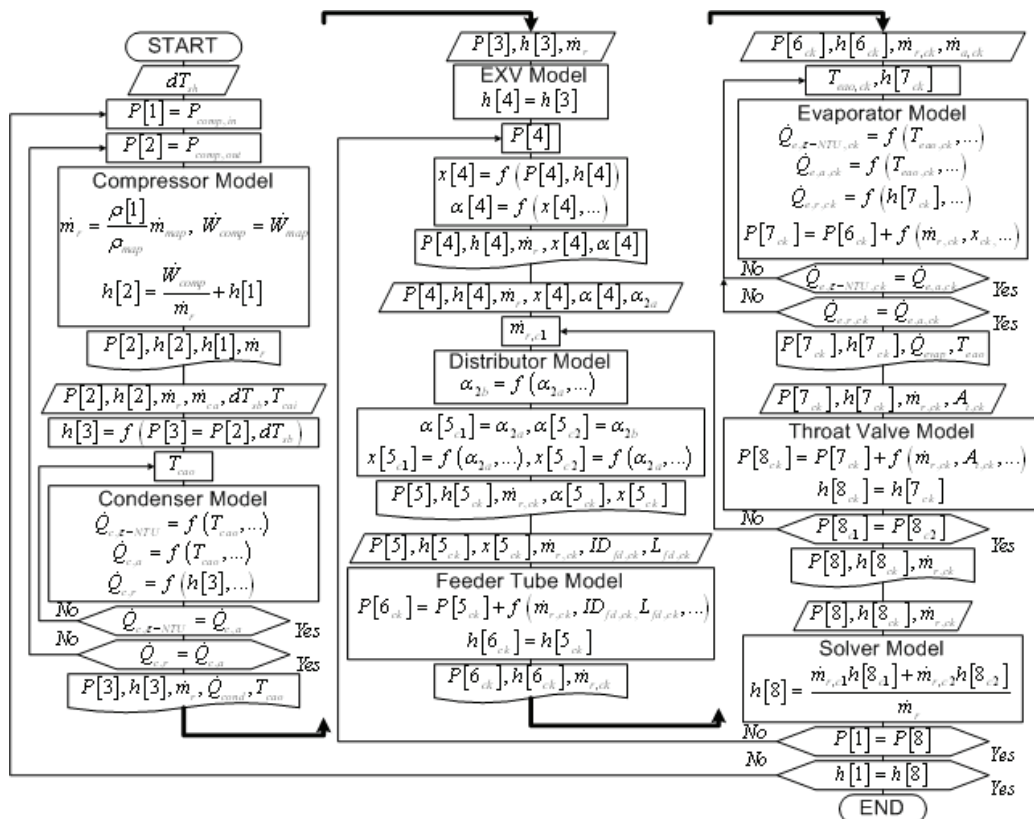 START
dT_sb
P[1] = P_comp,in
P[2] = P_comp,out
Compressor Model
ṁ_r = ρ[1]/ρ_map ṁ_map, Ẇ_comp = Ẇ_map
h[2] = Ẇ_comp/ṁ_r + h[1]
P[2], h[2], h[1], ṁ_r
P[2], h[2], ṁ_r, ṁ_ca, dT_sb, T_cai
h[3] = f(P[3] = P[2], dT_sb)
T_cao
Condenser Model
Q̇_c,ε-NTU = f(T_cao,...)
Q̇_c,a = f(T_cao,...)
Q̇_c,r = f(h[3],...)
No Q̇_c,ε-NTU = Q̇_c,a Yes
No Q̇_c,r = Q̇_c,a Yes
P[3], h[3], ṁ_r, Q̇_cond, T_cao
P[3], h[3], ṁ_r
EXV Model
h[4] = h[3]
P[4]
x[4] = f(P[4], h[4])
α[4] = f(x[4],...)
P[4], h[4], ṁ_r, x[4], α[4]
P[4], h[4], ṁ_r, x[4], α[4], α_2a
ṁ_r,c1
Distributor Model
α_2b = f(α_2a,...)
α[5_c1] = α_2a, α[5_c2] = α_2b
x[5_c1] = f(α_2a,...), x[5_c2] = f(α_2a,...)
P[5], h[5_ck], ṁ_r,ck, α[5_ck], x[5_ck]
P[5], h[5_ck], x[5_ck], ṁ_r,ck, ID_fd,ck, L_fd,ck
Feeder Tube Model
P[6_ck] = P[5_ck] + f(ṁ_r,ck, ID_fd,ck, L_fd,ck,...)
h[6_ck] = h[5_ck]
P[6_ck], h[6_ck], ṁ_r,ck
P[6_ck], h[6_ck], ṁ_r,ck, ṁ_a,ck
T_eao,ck, h[7_ck]
Evaporator Model
Q̇_e,ε-NTU,ck = f(T_eao,ck,...)
Q̇_e,a,ck = f(T_eao,ck,...)
Q̇_e,r,ck = f(h[7_ck],...)
P[7_ck] = P[6_ck] + f(ṁ_r,ck, x_ck,...)
No Q̇_e,ε-NTU,ck = Q̇_e,a,ck Yes
No Q̇_e,r,ck = Q̇_e,a,ck Yes
P[7_ck], h[7_ck], Q̇_evap, T_eao
P[7_ck], h[7_ck], ṁ_r,ck, A_t,ck
Throat Valve Model
P[8_ck] = P[7_ck] + f(ṁ_r,ck, A_t,ck,...)
h[8_ck] = h[7_ck]
No P[8_c1] = P[8_c2] Yes
P[8], h[8_ck], ṁ_r,ck
P[8], h[8_ck], ṁ_r,ck
Solver Model
h[8] = (ṁ_r,c1 h[8_c1] + ṁ_r,c2 h[8_c2])/ṁ_r
No P[1] = P[8] Yes
No h[1] = h[8] Yes
END